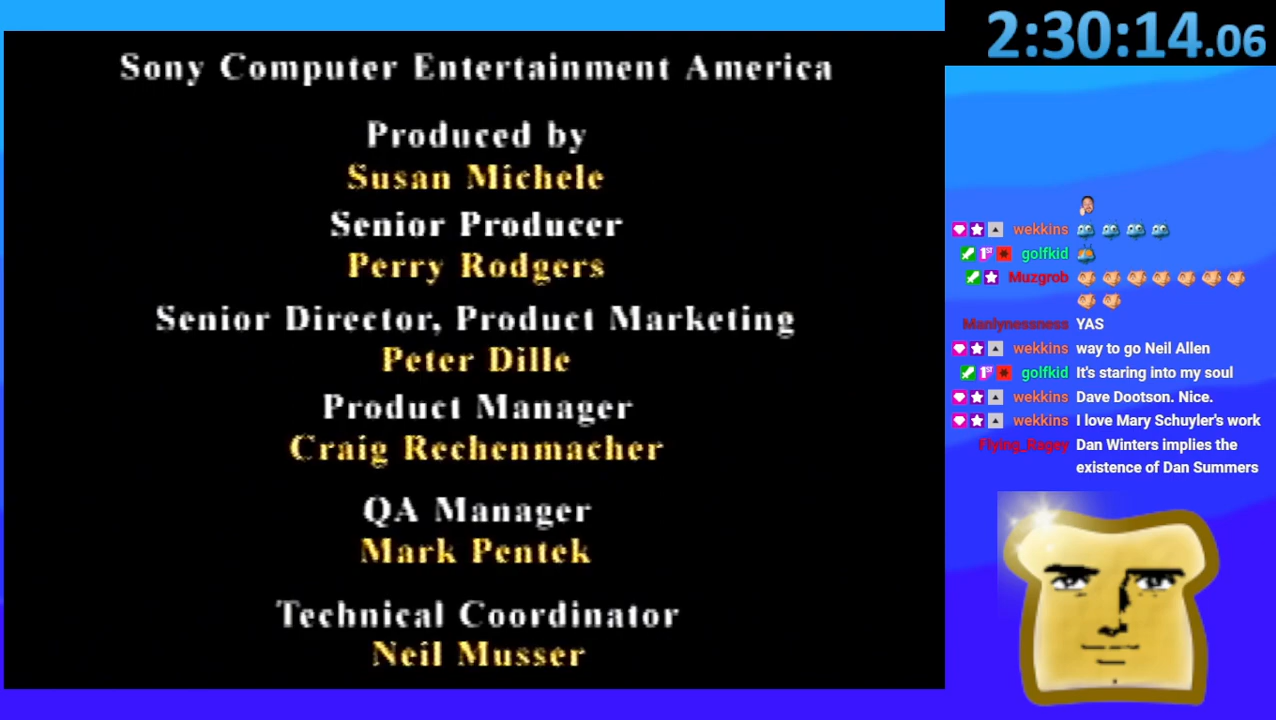 Sony Computer Entertainment America
Produced by
Susan Michele
Senior Producer
Perry Rodgers
Senior Director, Product Marketing
Peter Dille
Product Manager
Craig Rechenmacher
QA Manager
Mark Pentek
Technical Coordinator
Neil Musser
2:30:14.06
wekkins
golfkid
Muzgrob
Manlynessness YAS
wekkins way to go Neil Allen
golfkid It's staring into my soul
wekkins Dave Dootson. Nice.
wekkins I love Mary Schuyler's work
Flying_Ragey Dan Winters implies the
existence of Dan Summers